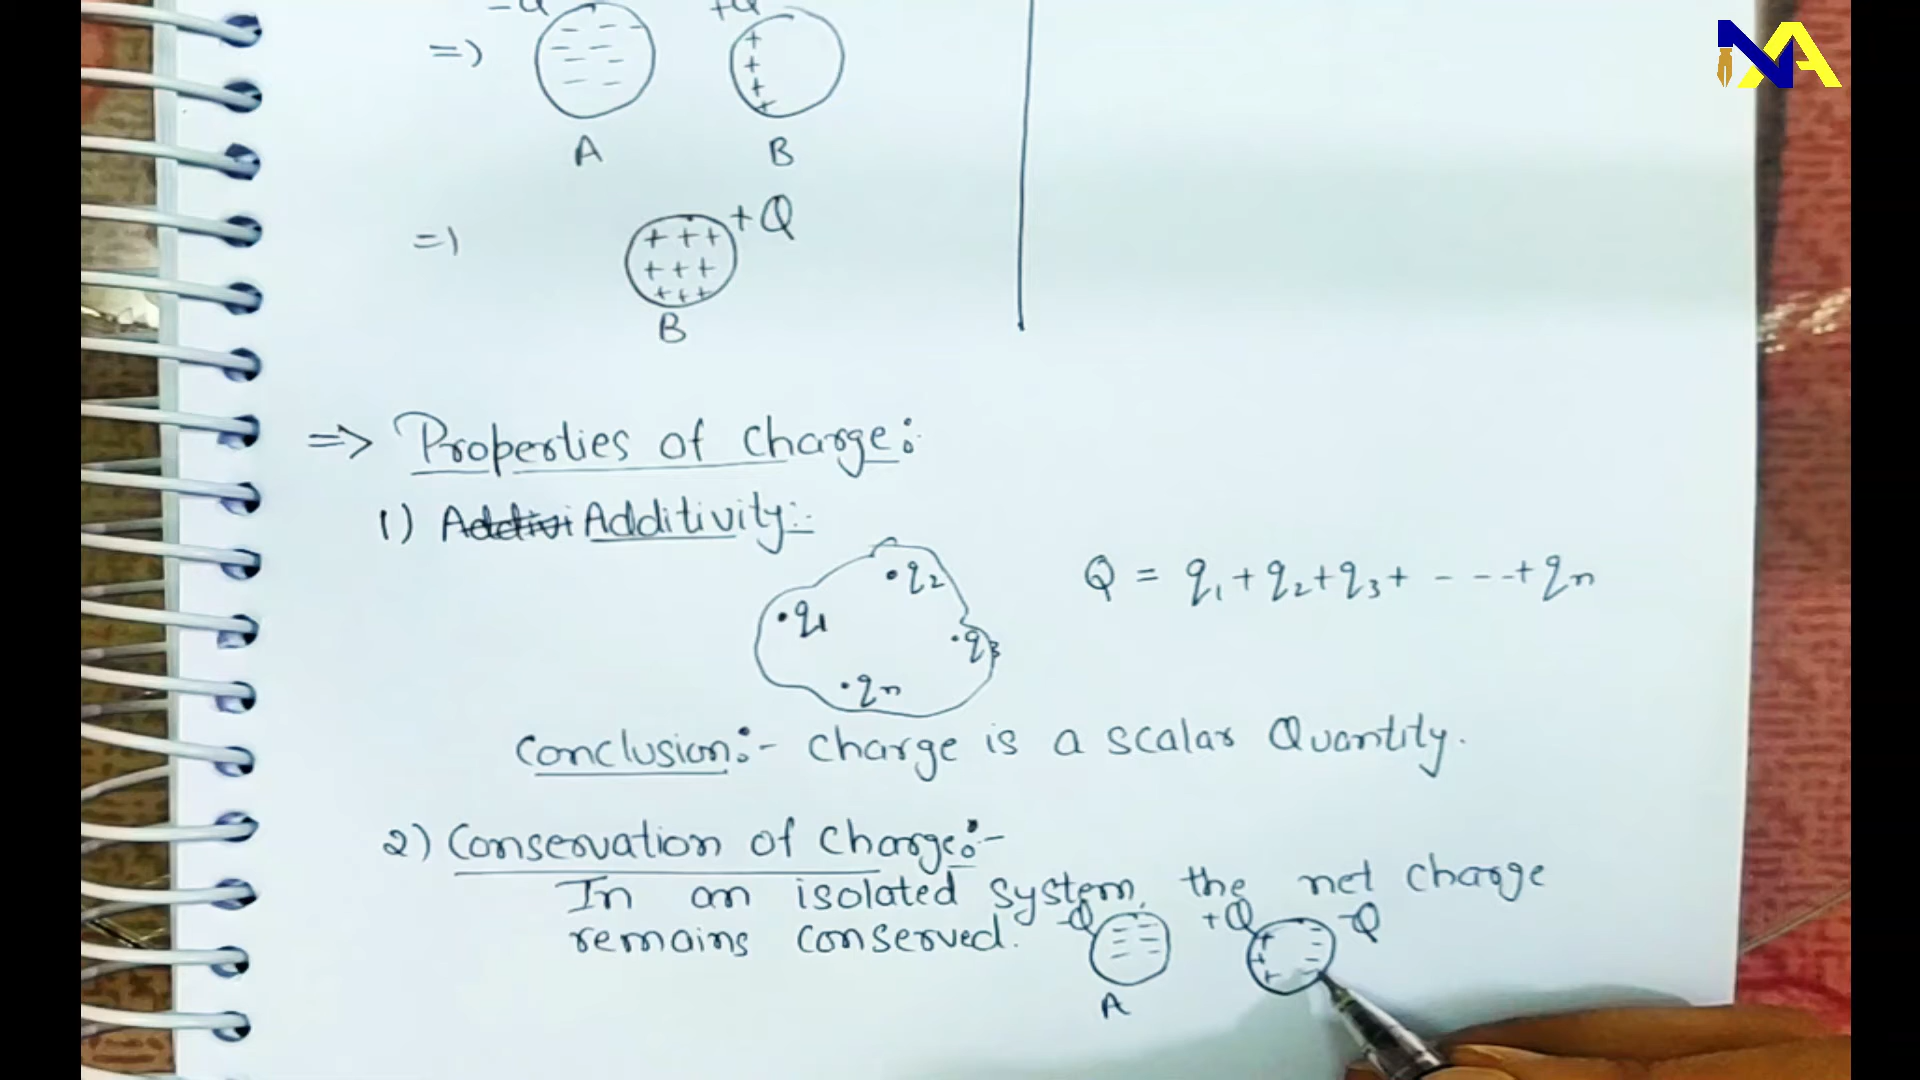 -Q +Q
=>
A B
=> +Q
B
=> Properties of charge:
1) Additivity:-
q1 q2 q3 qn
Q = q1 + q2 + q3 + - - - + qn
Conclusion:- charge is a scalar Quantity.
2) Conservation of charge:-
In an isolated system, the net charge
remains conserved. -Q +Q -Q
A
NA